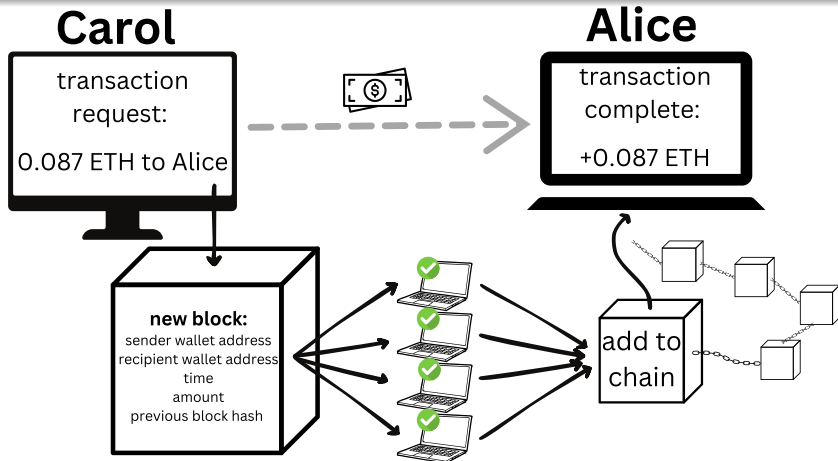 Carol
Alice
transaction
request:
0.087 ETH to Alice
$
transaction
complete:
+0.087 ETH
new block:
sender wallet address
recipient wallet address
time
amount
previous block hash
add to
chain